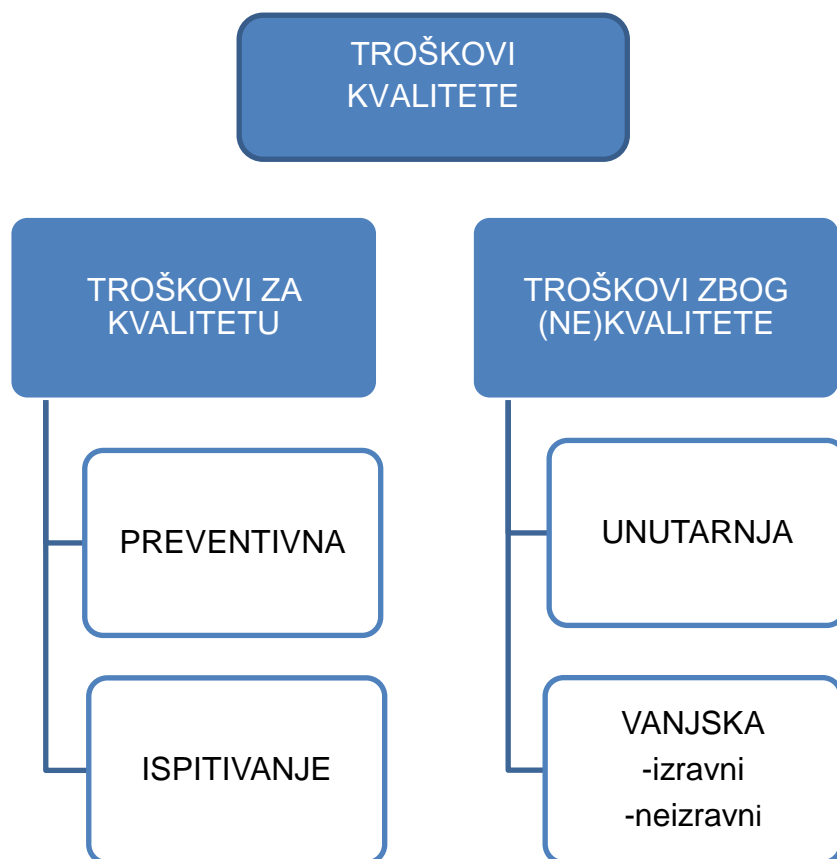 TROŠKOVI
KVALITETE
TROŠKOVI ZA
KVALITETU
PREVENTIVNA
ISPITIVANJE
TROŠKOVI ZBOG
(NE)KVALITETE
UNUTARNJA
VANJSKA
-izravni
-neizravni